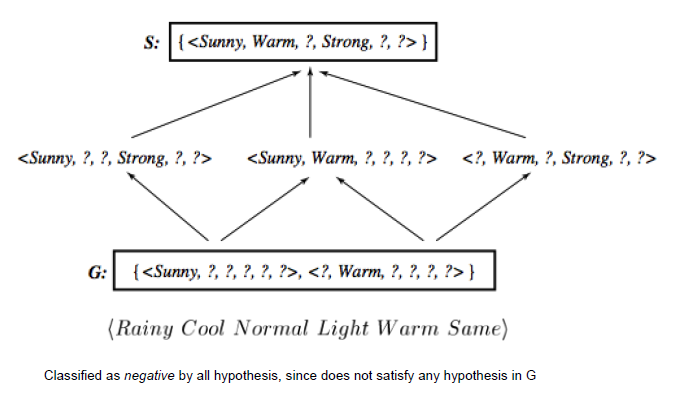 S: { <Sunny, Warm, ?, Strong, ?, ?> }
<Sunny, ?, ?, Strong, ?, ?> <Sunny, Warm, ?, ?, ?, ?> <?, Warm, ?, Strong, ?, ?>
G: { <Sunny, ?, ?, ?, ?, ?>, <?, Warm, ?, ?, ?, ?> }
⟨Rainy Cool Normal Light Warm Same⟩
Classified as negative by all hypothesis, since does not satisfy any hypothesis in G